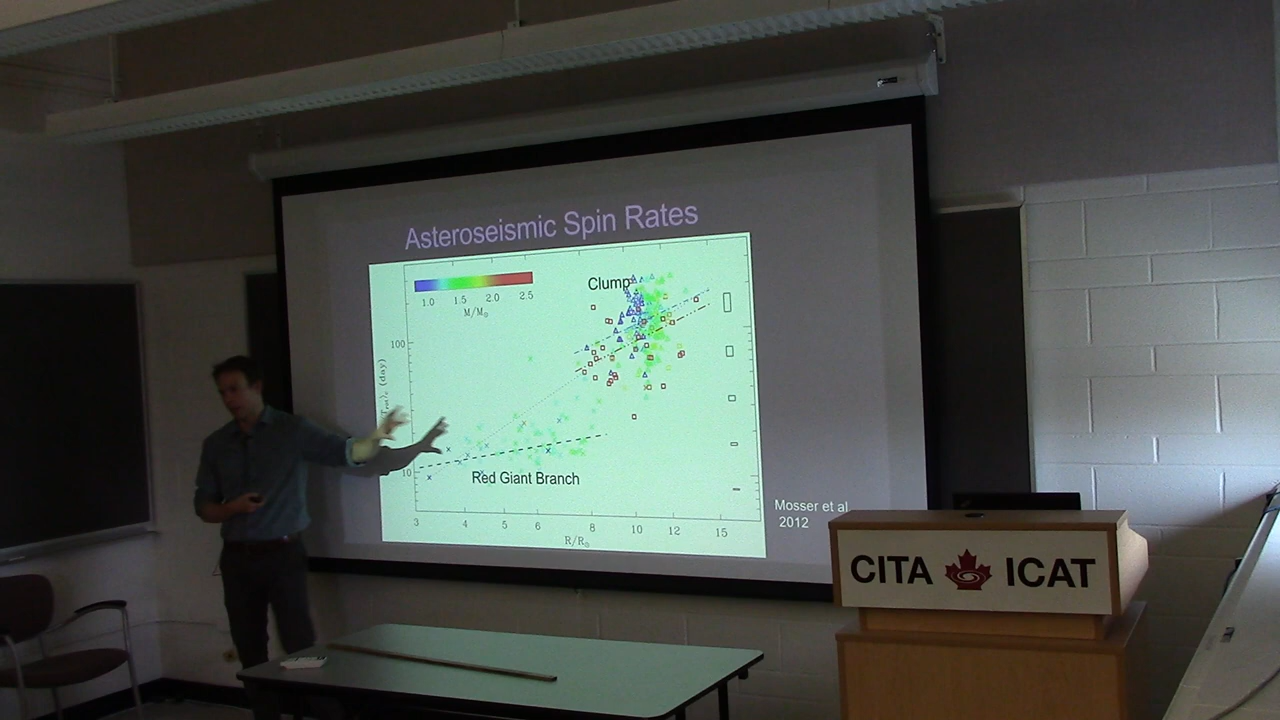 Asteroseismic Spin Rates
Clump
1.0 1.5 2.0 2.5
M/M☉
100
10
(day)
Red Giant Branch
3 4 5 6 8 10 12 15
R/R☉
Mosser et al
2012
CITA ICAT